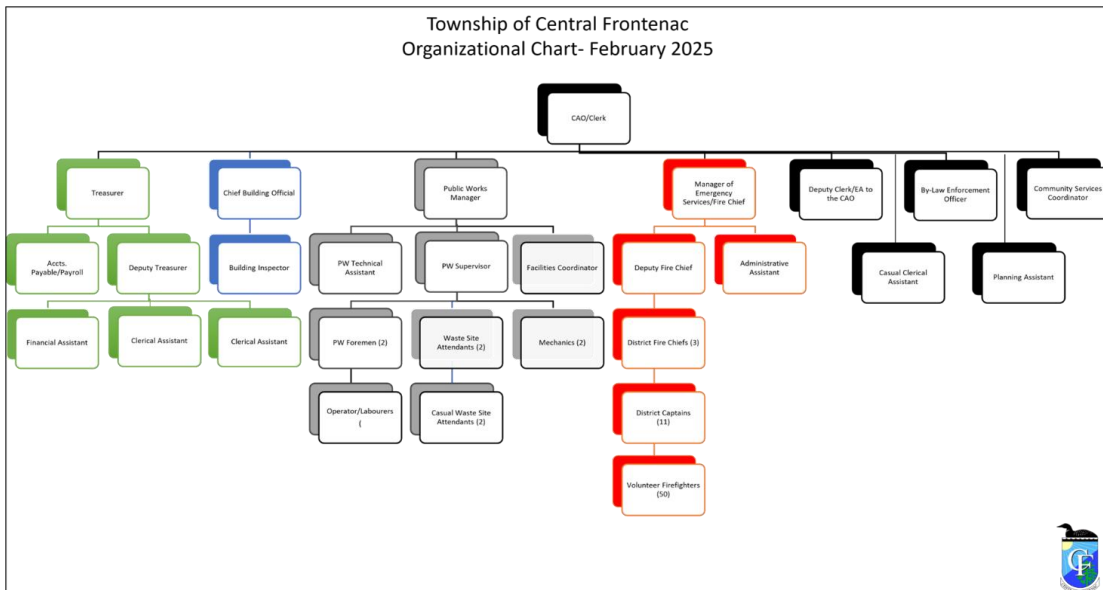 Township of Central Frontenac
Organizational Chart- February 2025
CAO/Clerk
Treasurer
Chief Building Official
Public Works
Manager
Manager of
Emergency
Services/Fire Chief
Deputy Clerk/EA to
the CAO
By-Law Enforcement
Officer
Community Services
Coordinator
Accts.
Payable/Payroll
Deputy Treasurer
Building Inspector
PW Technical
Assistant
PW Supervisor
Facilities Coordinator
Deputy Fire Chief
Administrative
Assistant
Casual Clerical
Assistant
Planning Assistant
Financial Assistant
Clerical Assistant
Clerical Assistant
PW Foremen (2)
Waste Site
Attendants (2)
Mechanics (2)
District Fire Chiefs (3)
Operator/Labourers
(
Casual Waste Site
Attendants (2)
District Captains
(11)
Volunteer Firefighters
(50)
CF